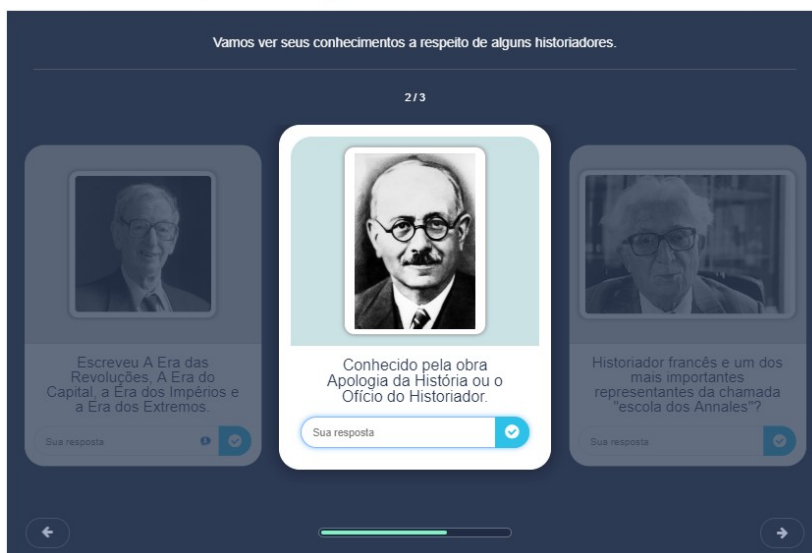 Vamos ver seus conhecimentos a respeito de alguns historiadores.
2 / 3
Escreveu A Era das
Revoluções, A Era do
Capital, a Era dos Impérios e
a Era dos Extremos.
Sua resposta
Conhecido pela obra
Apologia da História ou o
Ofício do Historiador.
Sua resposta
Historiador francês e um dos
mais importantes
representantes da chamada
"escola dos Annales"?
Sua resposta